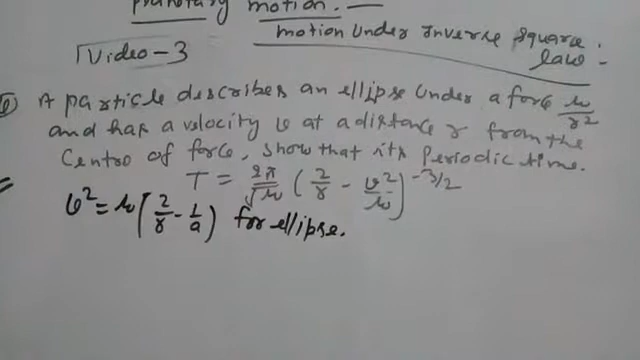 Planetary motion. —
motion under inverse square law -
Video-3
A particle describes an ellipse under a force μ/r²
and has a velocity v at a distance r from the
Centre of force, show that its Periodic time.
T = 2π/√μ (2/r - v²/μ)^-3/2
v² = μ[2/r - 1/a) for ellipse.